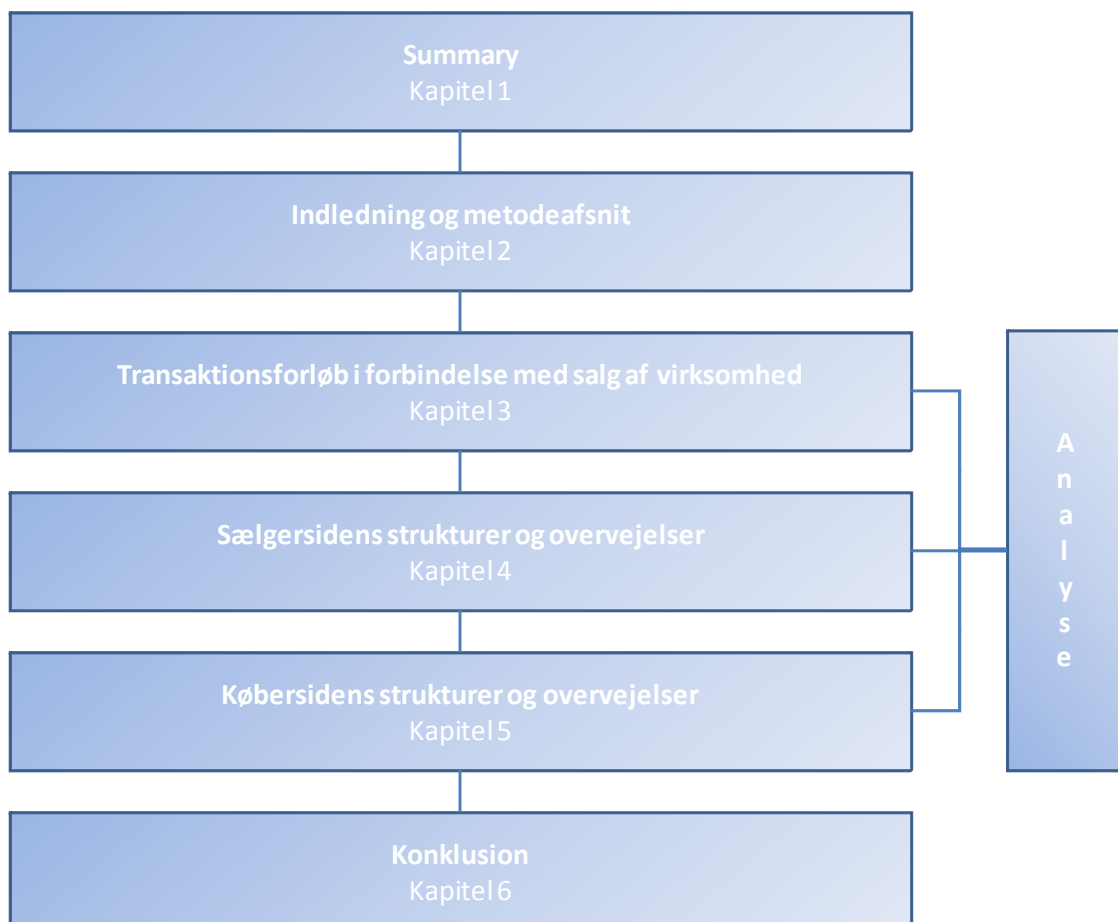 Summary
Kapitel 1
Indledning og metodeafsnit
Kapitel 2
Transaktionsforløb i forbindelse med salg af virksomhed
Kapitel 3
Sælgersidens strukturer og overvejelser
Kapitel 4
Købersidens strukturer og overvejelser
Kapitel 5
Konklusion
Kapitel 6
A
n
a
l
y
s
e